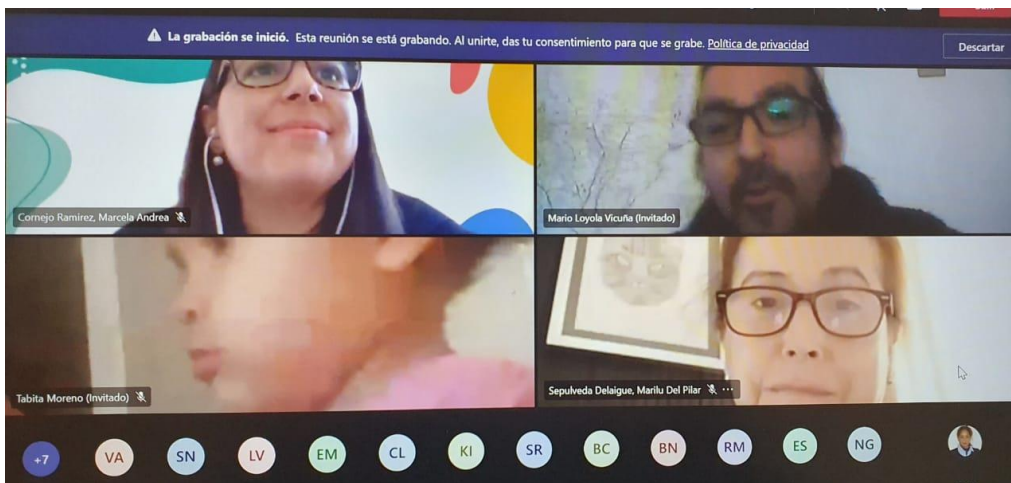 La grabación se inició. Esta reunión se está grabando. Al unirte, das tu consentimiento para que se grabe. Política de privacidad
Descartar
Cornejo Ramirez, Marcela Andrea
Mario Loyola Vicuña (Invitado)
Tabita Moreno (Invitado)
Sepulveda Delaigue, Marilu Del Pilar
+7
VA
SN
LV
EM
CL
KI
SR
BC
BN
RM
ES
NG